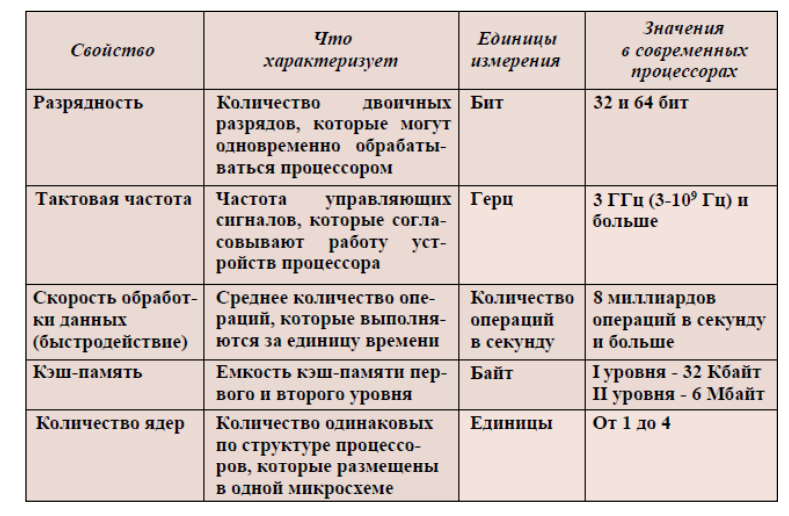 Свойство
Что
характеризует
Единицы
измерения
Значения
в современных
процессорах
Разрядность
Количество двоичных
разрядов, которые могут
одновременно обрабаты-
ваться процессором
Бит
32 и 64 бит
Тактовая частота
Частота управляющих
сигналов, которые согла-
совывают работу уст-
ройств процессора
Герц
3 ГГц (3-10⁹ Гц) и
больше
Скорость обработ-
ки данных
(быстродействие)
Среднее количество опе-
раций, которые выполня-
ются за единицу времени
Количество
операций
в секунду
8 миллиардов
операций в секунду
и больше
Кэш-память
Емкость кэш-памяти пер-
вого и второго уровня
Байт
I уровня - 32 Кбайт
II уровня - 6 Мбайт
Количество ядер
Количество одинаковых
по структуре процессо-
ров, которые размещены
в одной микросхеме
Единицы
От 1 до 4